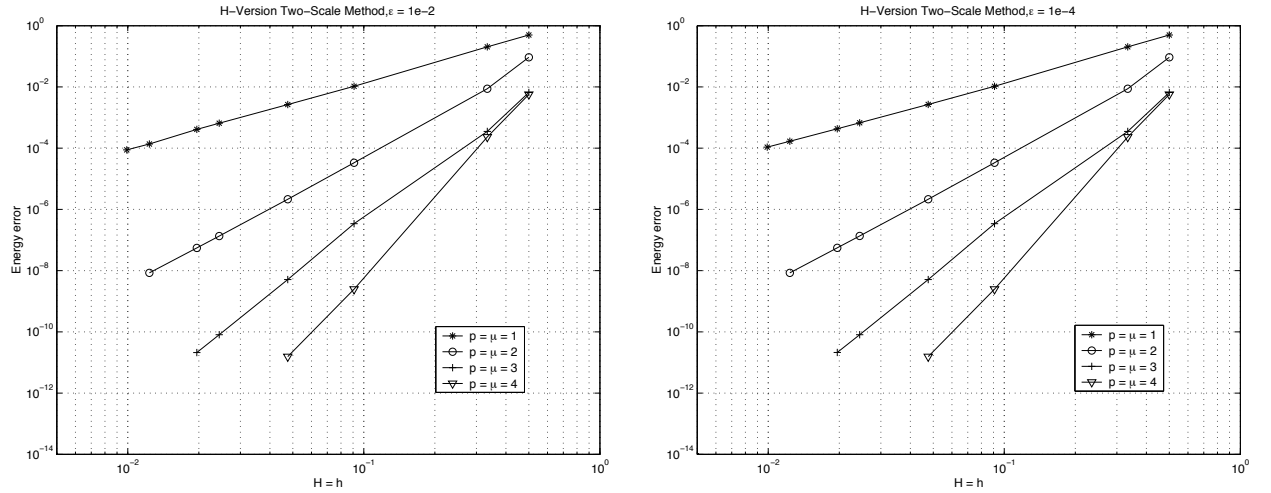 H-Version Two-Scale Method,ε = 1e-2
10^0
10^-2
10^-4
10^-6
10^-8
10^-10
10^-12
10^-14
Energy error
10^-2
10^-1
10^0
H = h
p = μ = 1
p = μ = 2
p = μ = 3
p = μ = 4
H-Version Two-Scale Method,ε = 1e-4
10^0
10^-2
10^-4
10^-6
10^-8
10^-10
10^-12
10^-14
Energy error
10^-2
10^-1
10^0
H = h
p = μ = 1
p = μ = 2
p = μ = 3
p = μ = 4